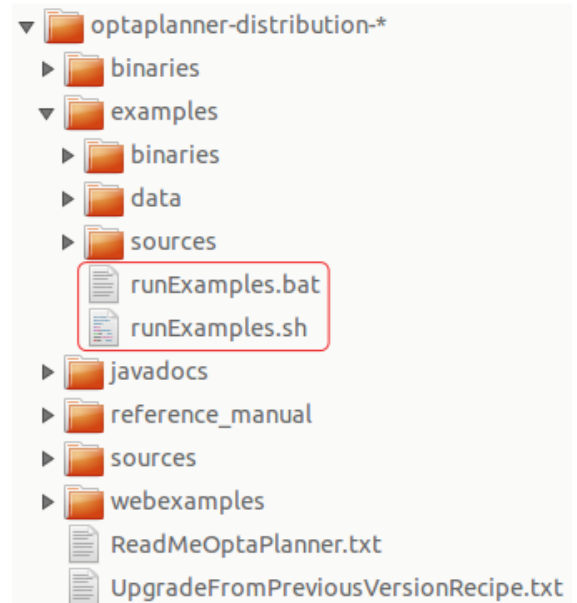 optaplanner-distribution-*
binaries
examples
binaries
data
sources
runExamples.bat
runExamples.sh
javadocs
reference_manual
sources
webexamples
ReadMeOptaPlanner.txt
UpgradeFromPreviousVersionRecipe.txt